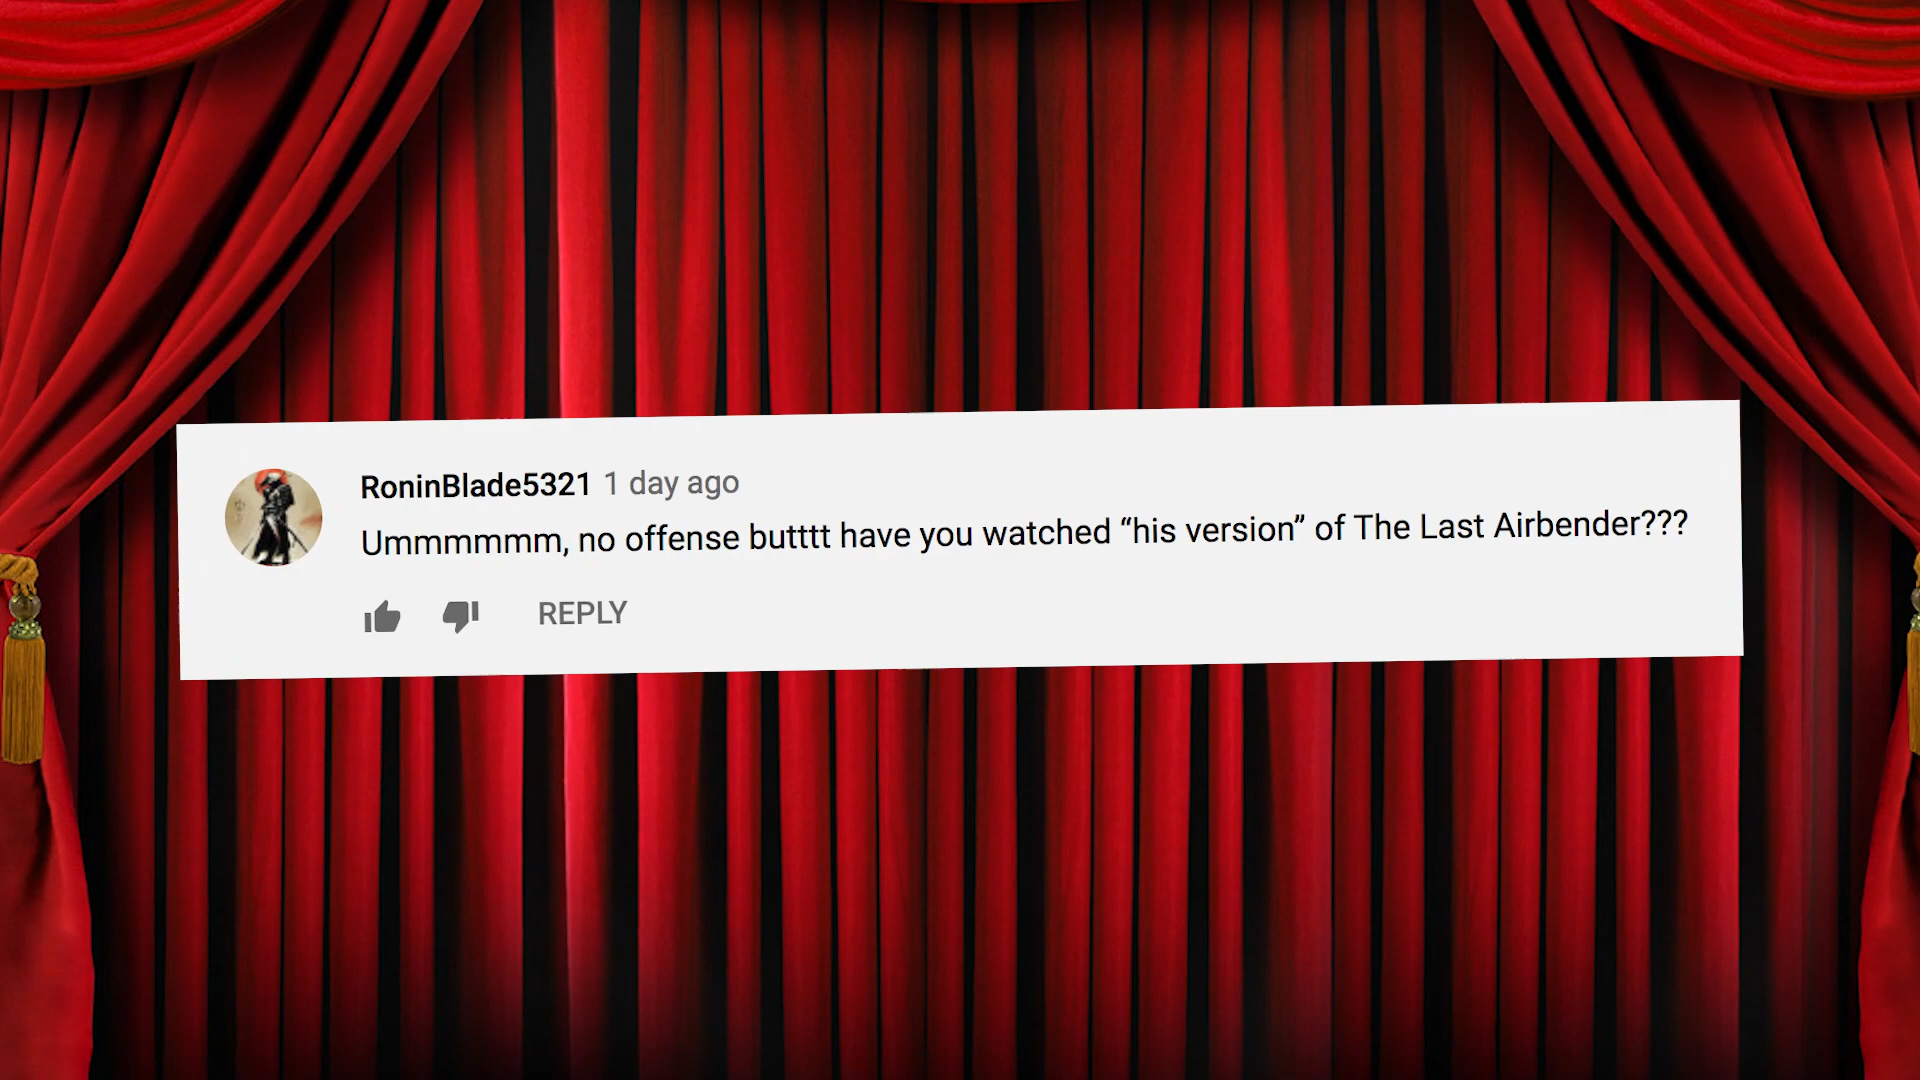 RoninBlade5321 1 day ago
Ummmmmm, no offense butttt have you watched “his version” of The Last Airbender???
REPLY